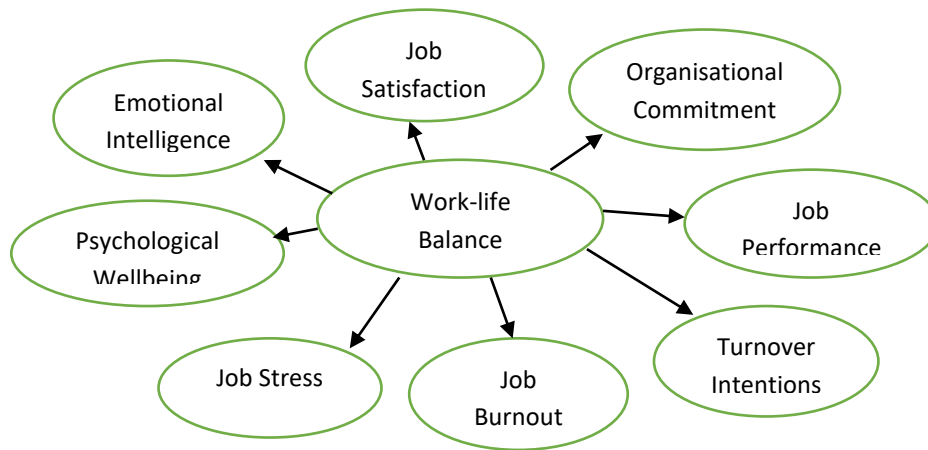 Job
Satisfaction
Organisational
Commitment
Emotional
Intelligence
Work-life
Balance
Job
Performance
Psychological
Wellbeing
Turnover
Intentions
Job Stress
Job
Burnout